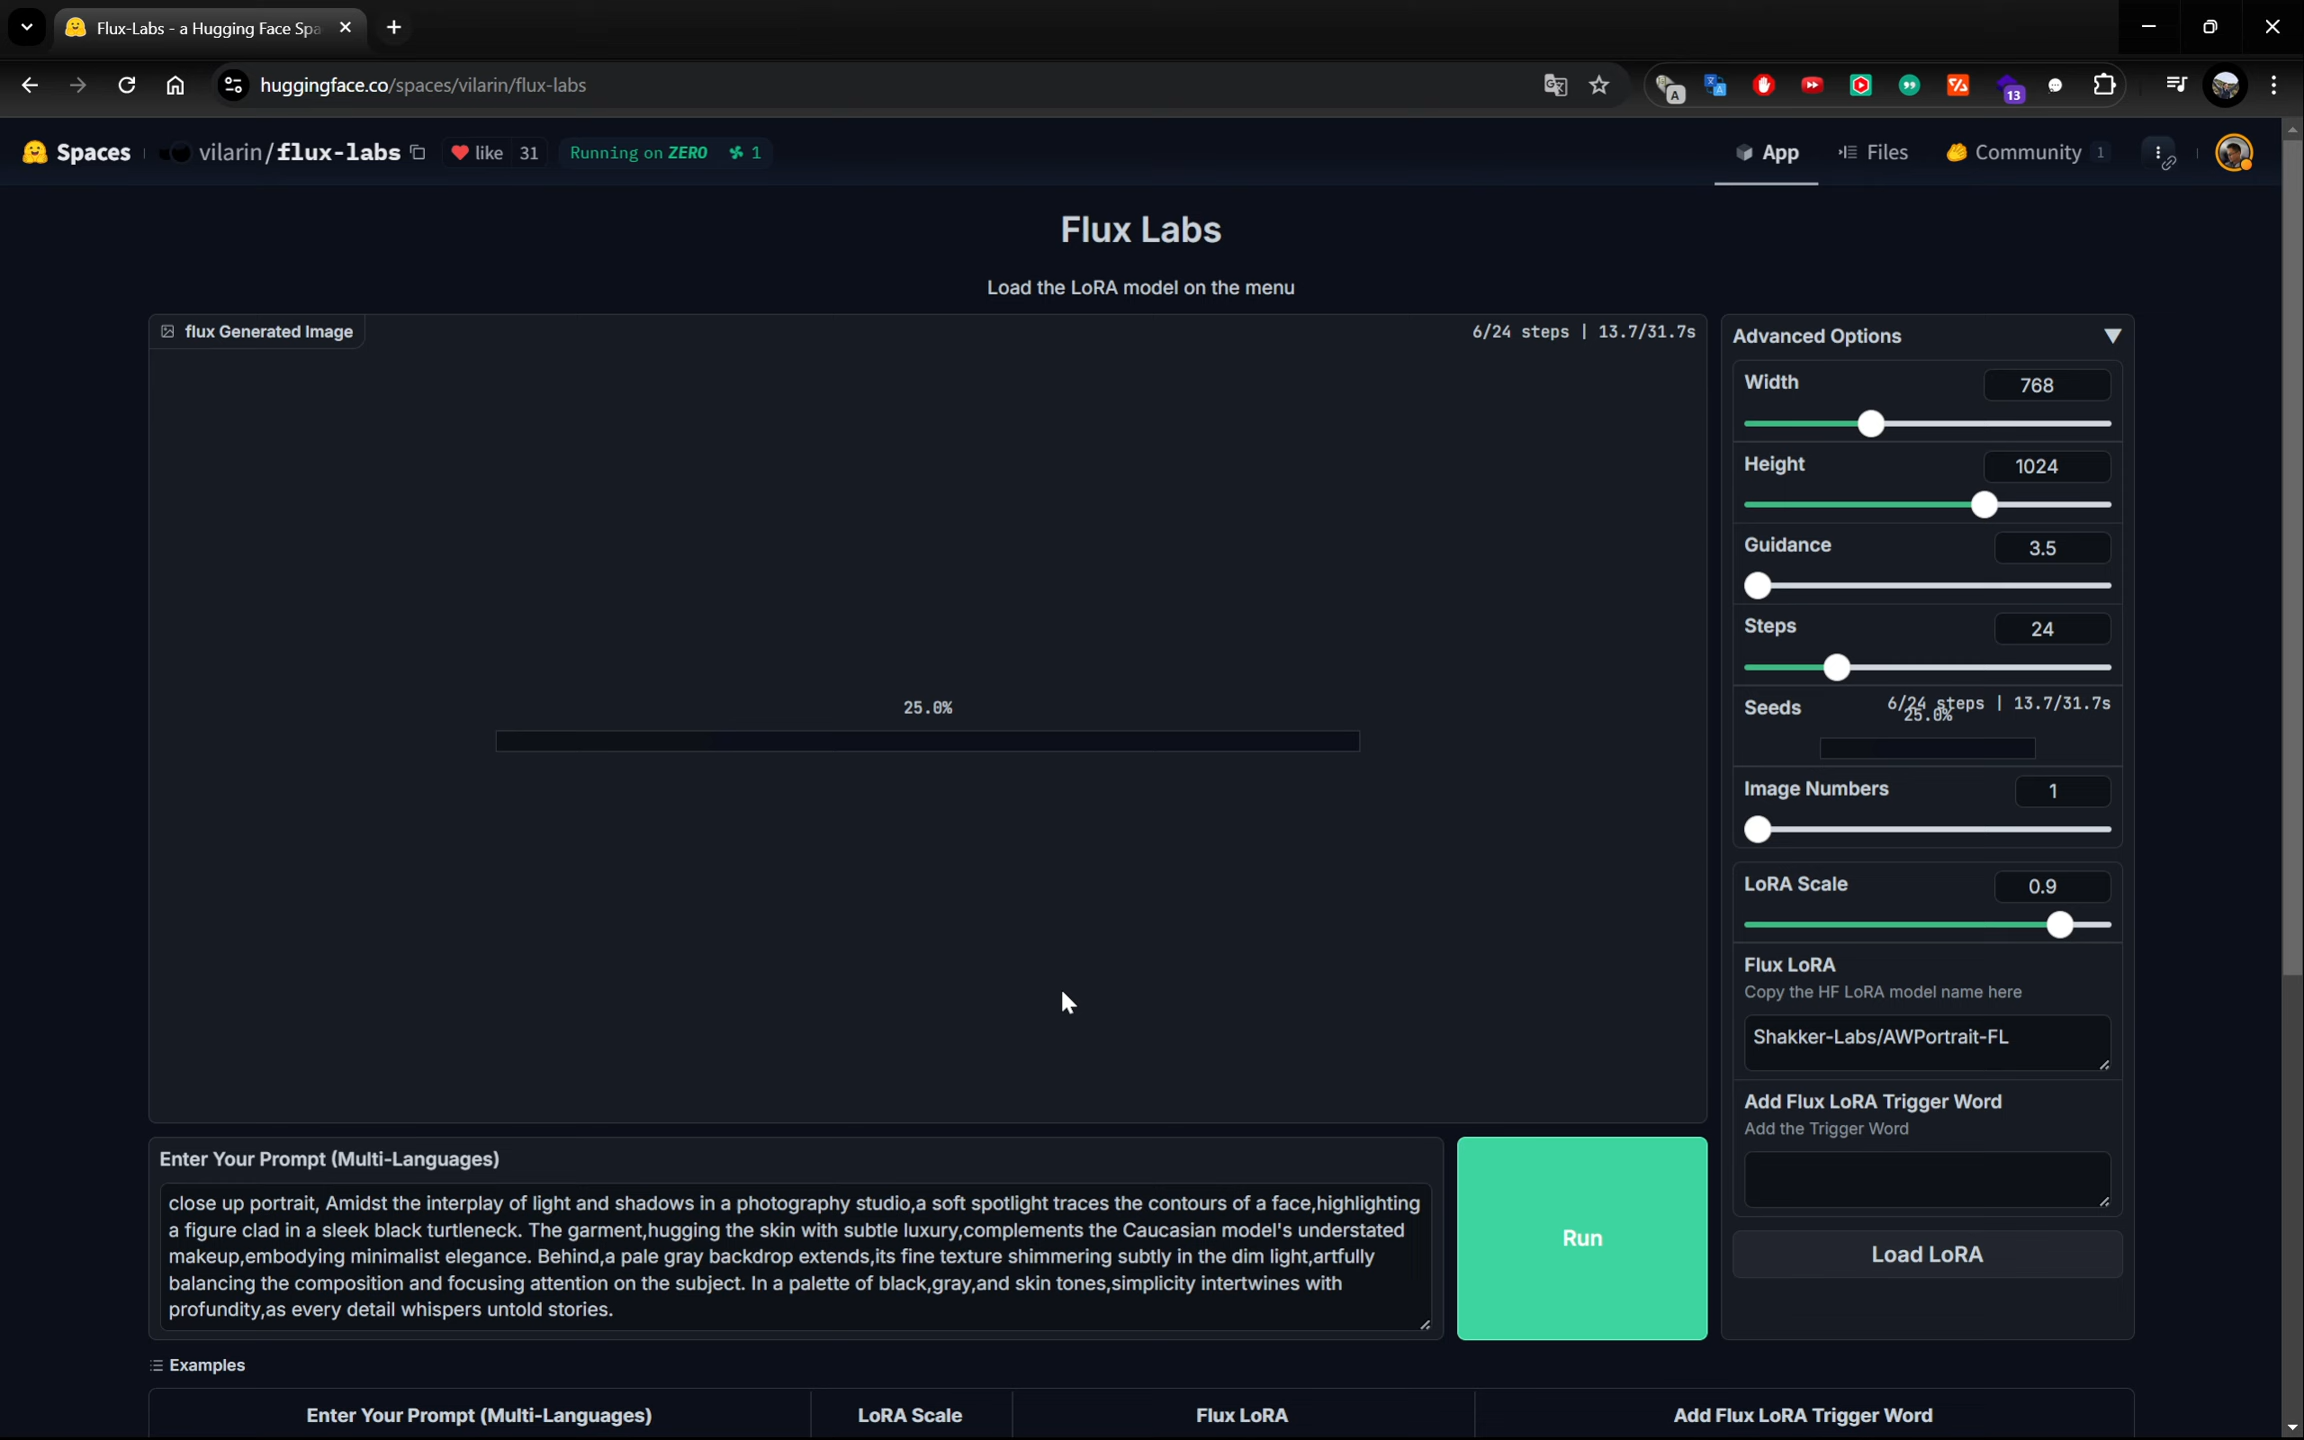 Flux-Labs - a Hugging Face Spa
huggingface.co/spaces/vilarin/flux-labs
A
13
Spaces
vilarin/flux-labs
like 31
Running on ZERO 1
App
Files
Community 1
Flux Labs
Load the LoRA model on the menu
flux Generated Image
6/24 steps | 13.7/31.7s
25.0%
Advanced Options ▼
Width 768
Height 1024
Guidance 3.5
Steps 24
Seeds
6/24 steps | 13.7/31.7s
25.0%
Image Numbers 1
LoRA Scale 0.9
Flux LoRA
Copy the HF LoRA model name here
Shakker-Labs/AWPortrait-FL
Add Flux LoRA Trigger Word
Add the Trigger Word
Load LoRA
Enter Your Prompt (Multi-Languages)
close up portrait, Amidst the interplay of light and shadows in a photography studio,a soft spotlight traces the contours of a face,highlighting
a figure clad in a sleek black turtleneck. The garment,hugging the skin with subtle luxury,complements the Caucasian model's understated
makeup,embodying minimalist elegance. Behind,a pale gray backdrop extends,its fine texture shimmering subtly in the dim light,artfully
balancing the composition and focusing attention on the subject. In a palette of black,gray,and skin tones,simplicity intertwines with
profundity,as every detail whispers untold stories.
Run
Examples
Enter Your Prompt (Multi-Languages)
LoRA Scale
Flux LoRA
Add Flux LoRA Trigger Word